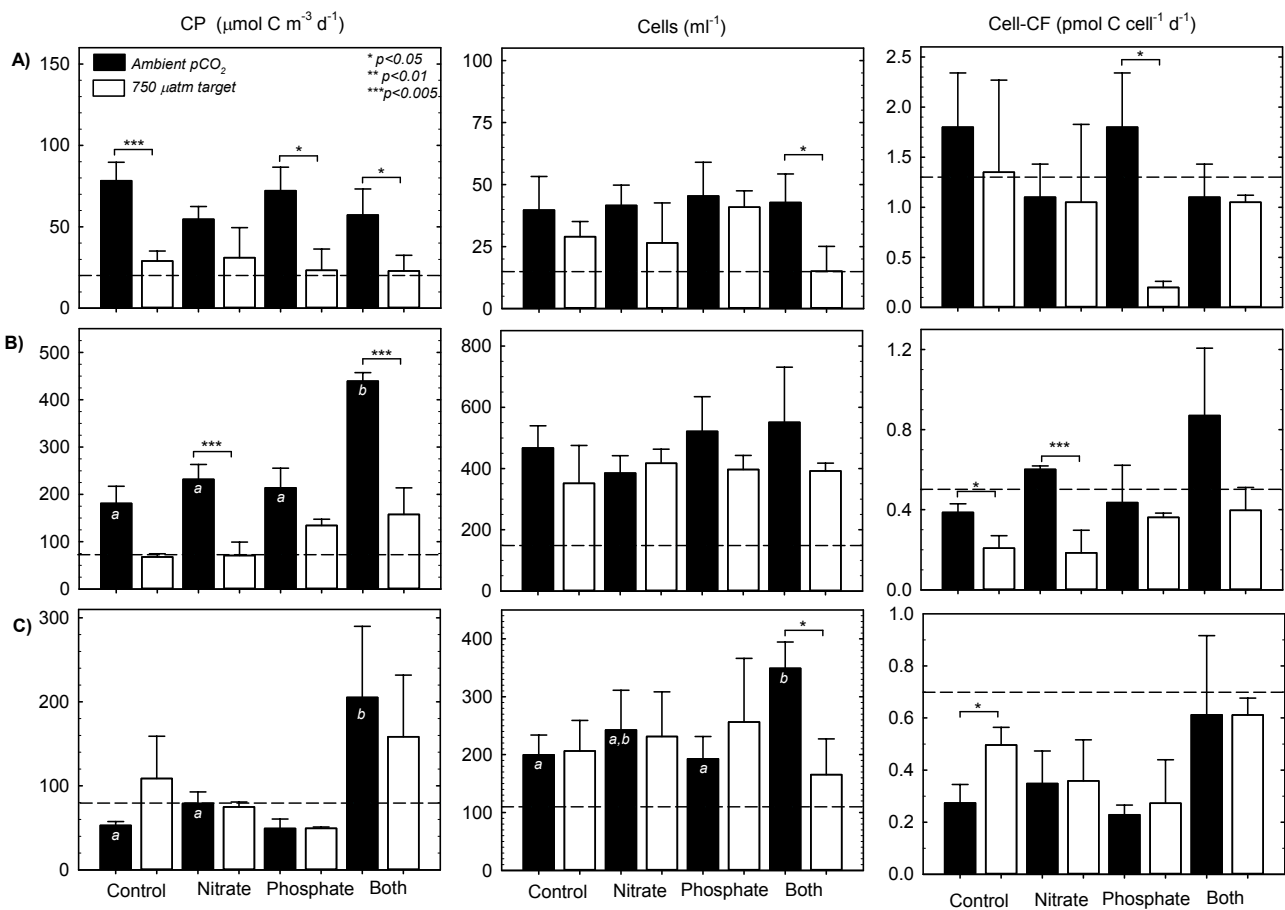 CP (μmol C m⁻³ d⁻¹) Cells (ml⁻¹) Cell-CF (pmol C cell⁻¹ d⁻¹)
A)
Ambient pCO₂
750 μatm target
* p<0.05
** p<0.01
***p<0.005
150
100
50
0
***
*
*
100
75
50
25
0
*
2.5
2.0
1.5
1.0
0.5
0.0
*
B)
500
400
300
200
100
0
a
a
***
a
b
***
800
600
400
200
0
1.2
0.8
0.4
0.0
*
***
C)
300
200
100
0
a
a
b
400
300
200
100
0
a
a,b
a
b
*
1.0
0.8
0.6
0.4
0.2
0.0
*
Control Nitrate Phosphate Both
Control Nitrate Phosphate Both
Control Nitrate Phosphate Both